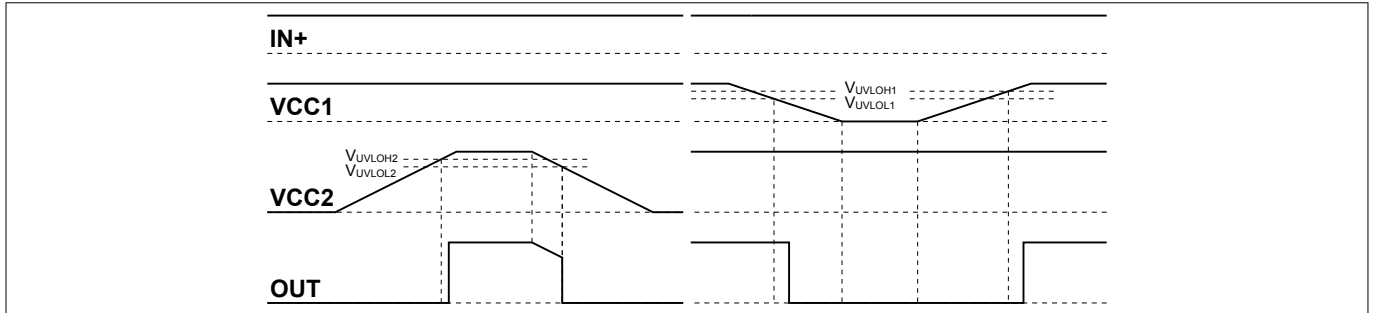 IN+
VCC1
VUVLOH1
VUVLOL1
VUVLOH2
VUVLOL2
VCC2
OUT